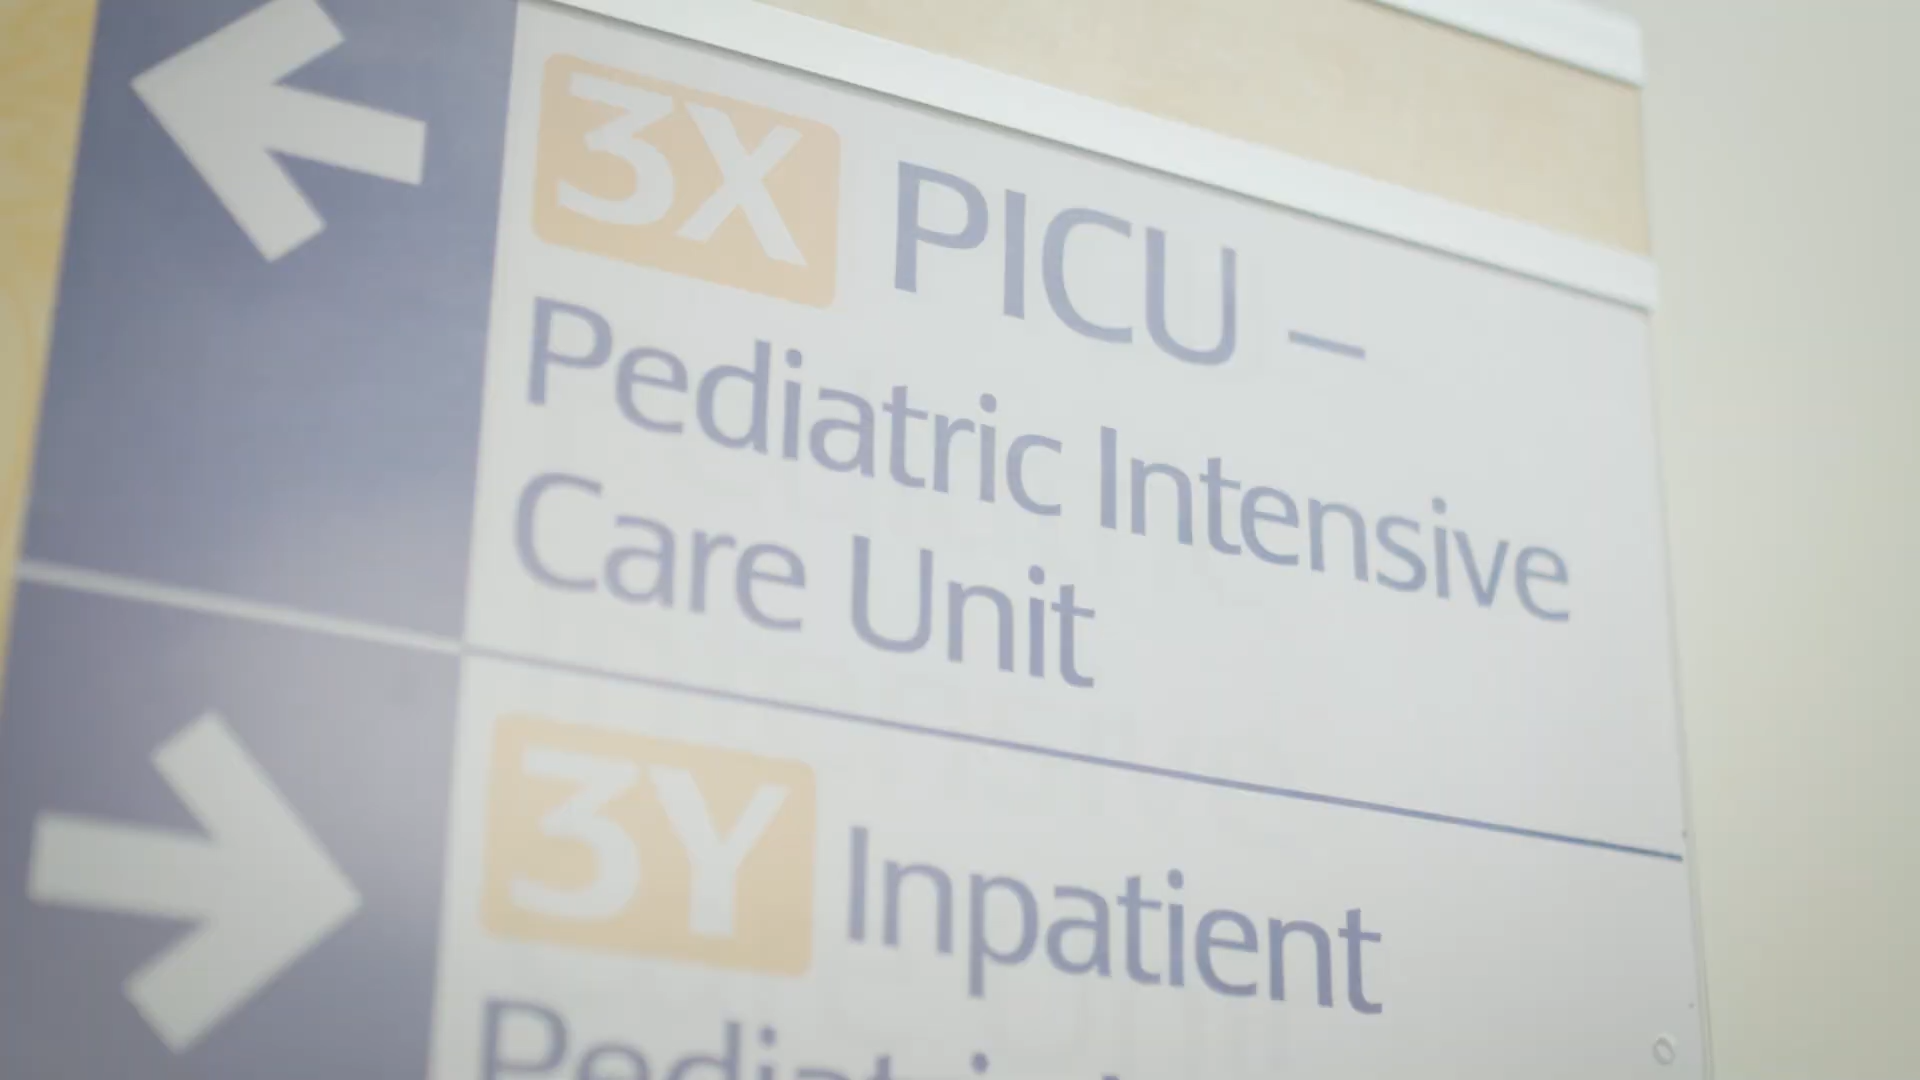 3X PICU –
Pediatric Intensive
Care Unit
3Y Inpatient